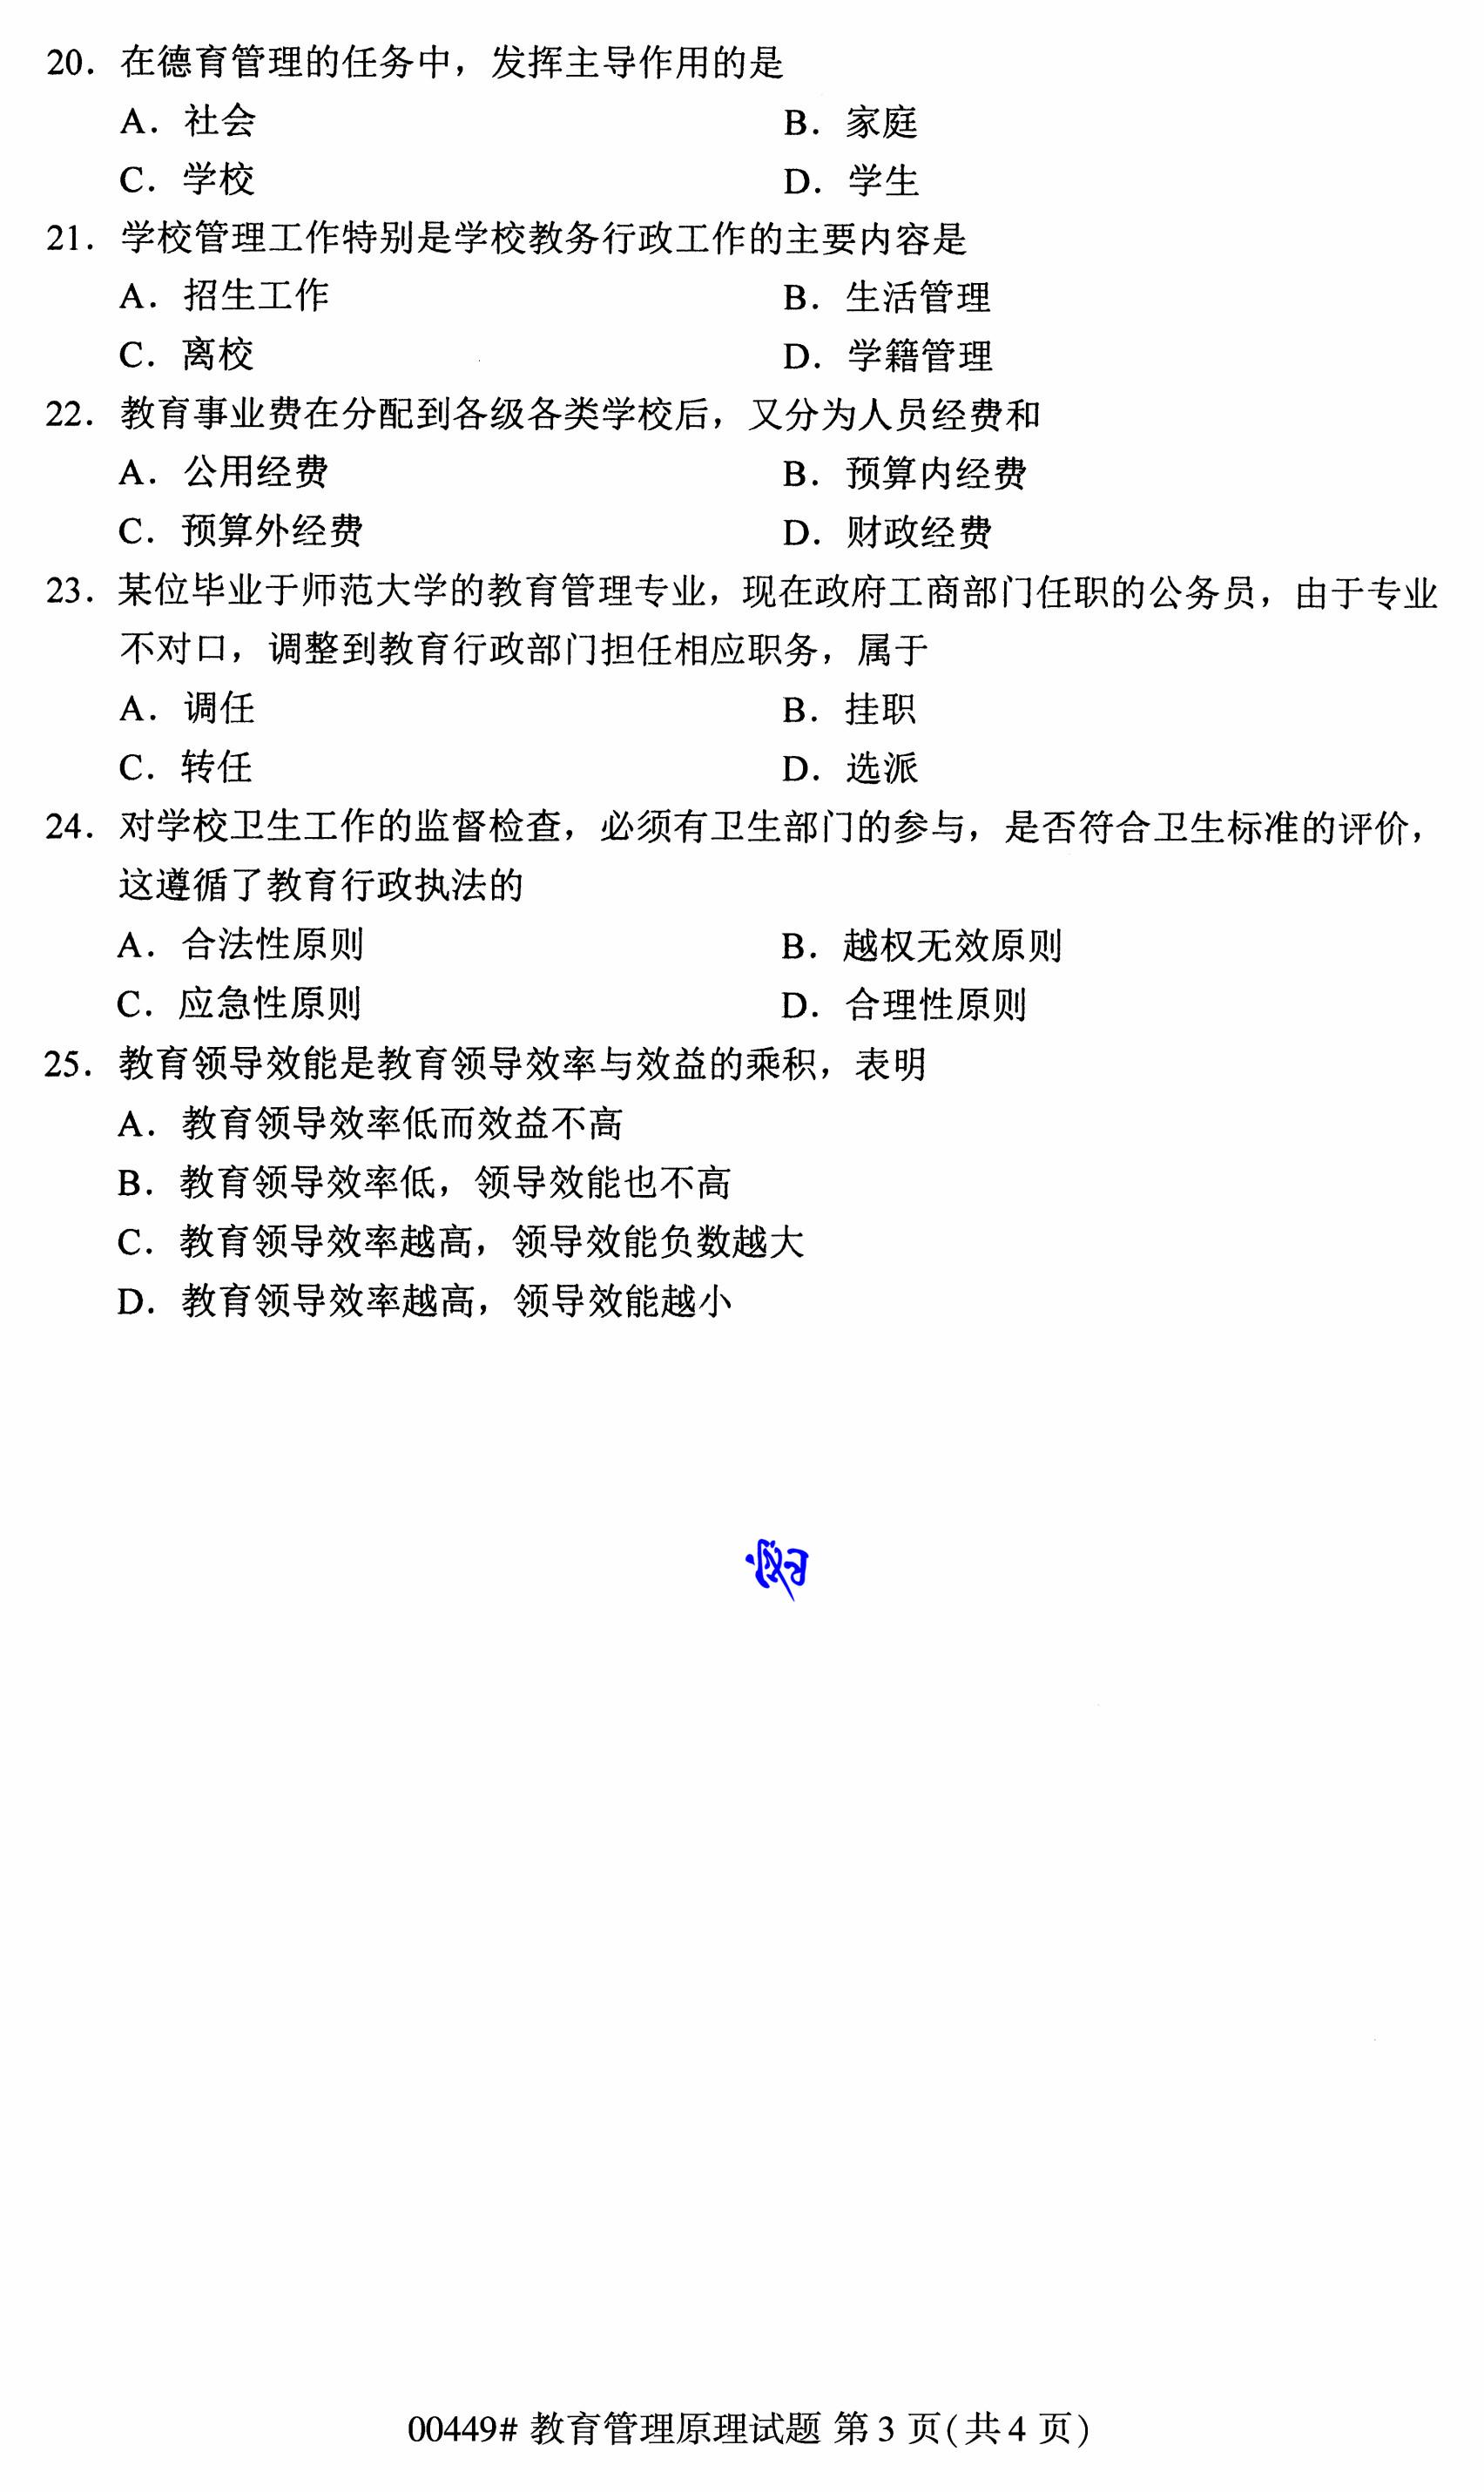 20. 在德育管理的任务中，发挥主导作用的是
A. 社会 B. 家庭
C. 学校 D. 学生
21. 学校管理工作特别是学校教务行政工作的主要内容是
A. 招生工作 B. 生活管理
C. 离校 D. 学籍管理
22. 教育事业费在分配到各级各类学校后，又分为人员经费和
A. 公用经费 B. 预算内经费
C. 预算外经费 D. 财政经费
23. 某位毕业于师范大学的教育管理专业，现在政府工商部门任职的公务员，由于专业
不对口，调整到教育行政部门担任相应职务，属于
A. 调任 B. 挂职
C. 转任 D. 选派
24. 对学校卫生工作的监督检查，必须有卫生部门的参与，是否符合卫生标准的评价，
这遵循了教育行政执法的
A. 合法性原则 B. 越权无效原则
C. 应急性原则 D. 合理性原则
25. 教育领导效能是教育领导效率与效益的乘积，表明
A. 教育领导效率低而效益不高
B. 教育领导效率低，领导效能也不高
C. 教育领导效率越高，领导效能负数越大
D. 教育领导效率越高，领导效能越小
00449# 教育管理原理试题 第 3 页(共 4 页)